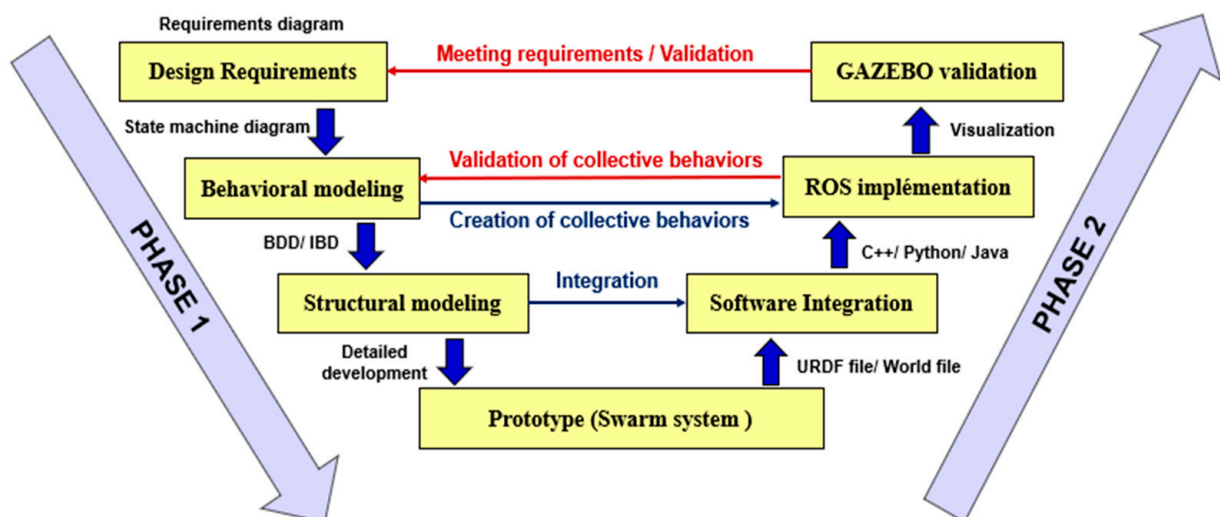 Requirements diagram
Design Requirements
Meeting requirements / Validation
GAZEBO validation
State machine diagram
Visualization
Validation of collective behaviors
Behavioral modeling
ROS implémentation
Creation of collective behaviors
BDD/ IBD
C++/ Python/ Java
PHASE 1
PHASE 2
Integration
Structural modeling
Software Integration
Detailed
development
URDF file/ World file
Prototype (Swarm system )